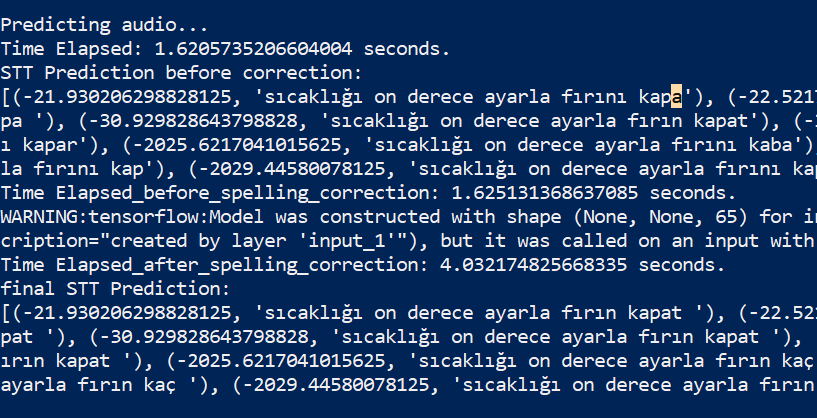 Predicting audio...
Time Elapsed: 1.6205735206604004 seconds.
STT Prediction before correction:
[(-21.930206298828125, 'sıcaklığı on derece ayarla fırını kapa'), (-22.521
pa '), (-30.929828643798828, 'sıcaklığı on derece ayarla fırın kapat'), (-
ı kapar'), (-2025.6217041015625, 'sıcaklığı on derece ayarla fırını kaba')
la fırını kap'), (-2029.44580078125, 'sıcaklığı on derece ayarla fırını kap
Time Elapsed_before_spelling_correction: 1.625131368637085 seconds.
WARNING:tensorflow:Model was constructed with shape (None, None, 65) for in
cription="created by layer 'input_1'"), but it was called on an input with
Time Elapsed_after_spelling_correction: 4.032174825668335 seconds.
final STT Prediction:
[(-21.930206298828125, 'sıcaklığı on derece ayarla fırın kapat '), (-22.52
pat '), (-30.929828643798828, 'sıcaklığı on derece ayarla fırın kapat '),
ırın kapat '), (-2025.6217041015625, 'sıcaklığı on derece ayarla fırın kaç
ayarla fırın kaç '), (-2029.44580078125, 'sıcaklığı on derece ayarla fırın